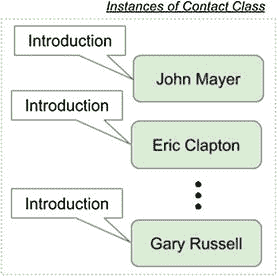 Instances of Contact Class
Introduction
John Mayer
Introduction
Eric Clapton
Introduction
Gary Russell